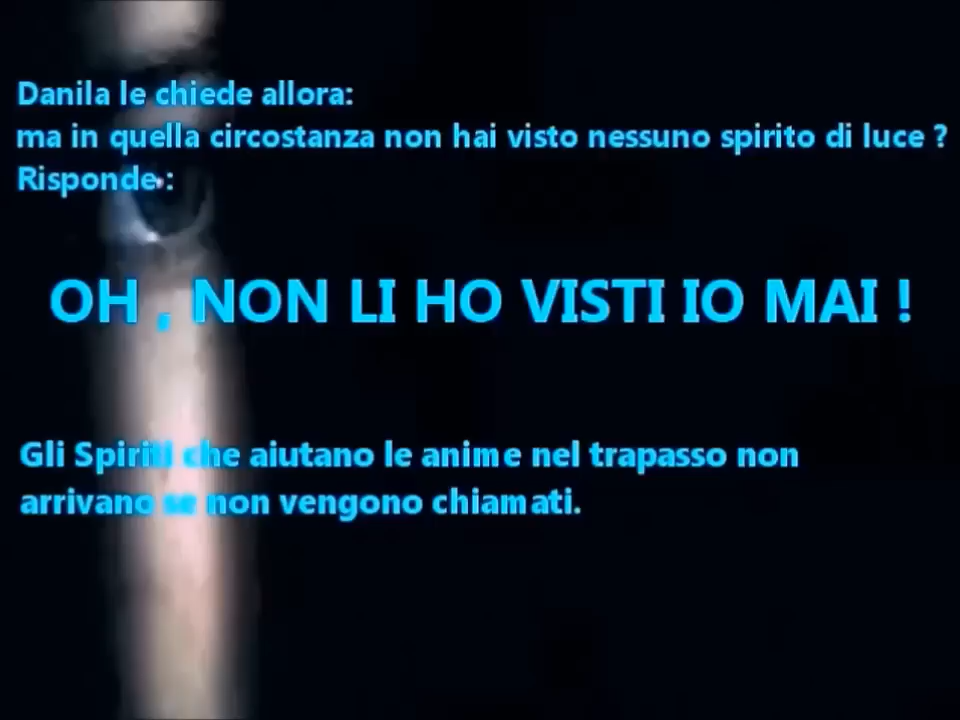 Danila le chiede allora:
ma in quella circostanza non hai visto nessuno spirito di luce ?
Risponde :
OH , NON LI HO VISTI IO MAI !
Gli Spiriti che aiutano le anime nel trapasso non
arrivano se non vengono chiamati.